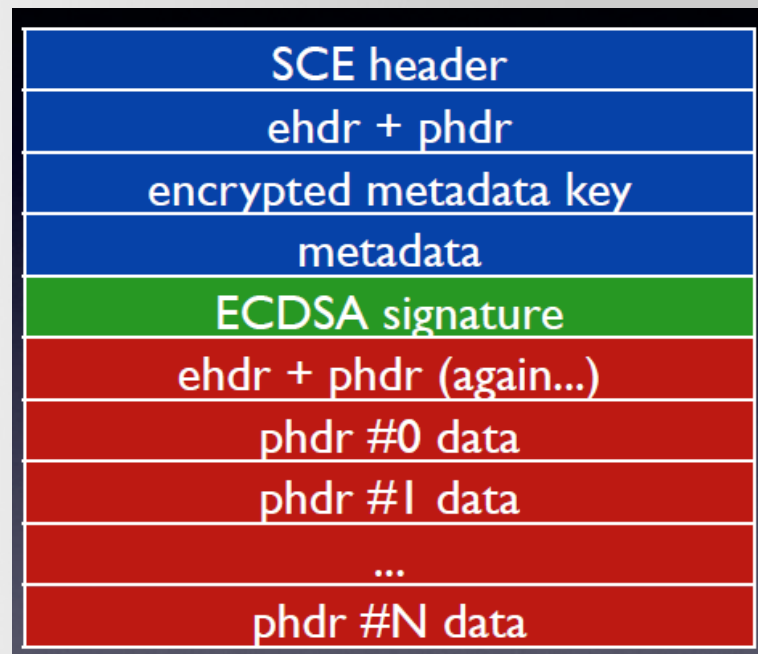 SCE header
ehdr + phdr
encrypted metadata key
metadata
ECDSA signature
ehdr + phdr (again...)
phdr #0 data
phdr #1 data
...
phdr #N data